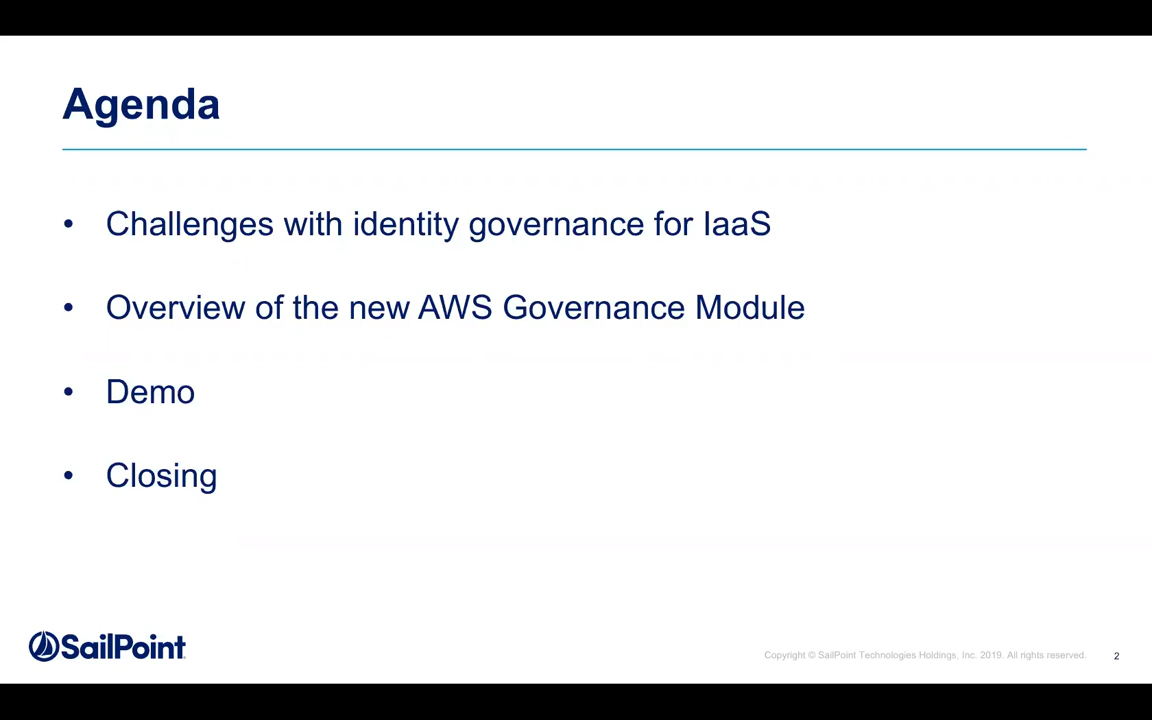 Agenda
• Challenges with identity governance for IaaS
• Overview of the new AWS Governance Module
• Demo
• Closing
SailPoint
Copyright © SailPoint Technologies Holdings, Inc. 2019. All rights reserved.
2